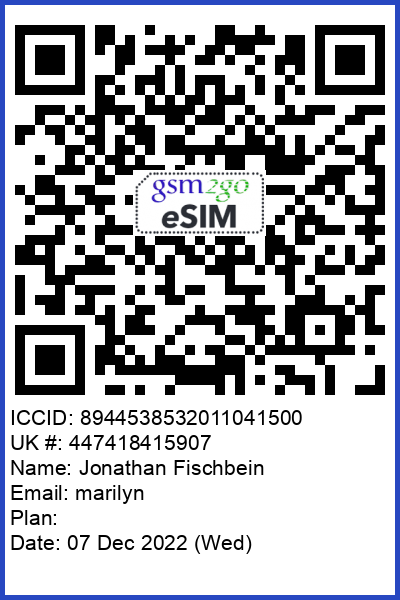 gsm2go
eSIM
ICCID: 8944538532011041500
UK #: 447418415907
Name: Jonathan Fischbein
Email: marilyn
Plan:
Date: 07 Dec 2022 (Wed)